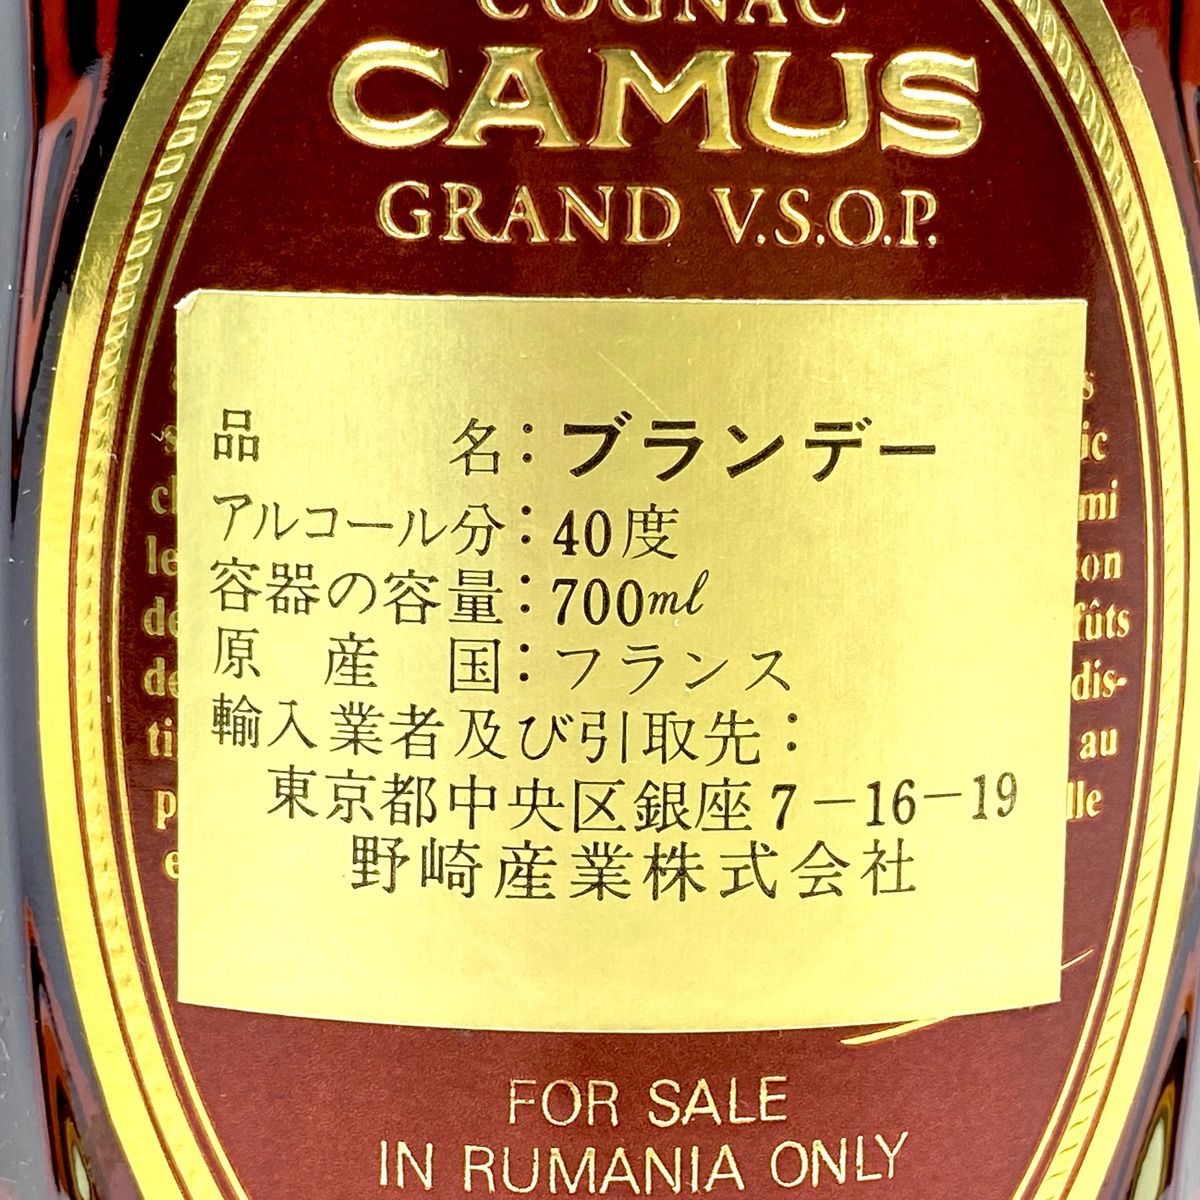 COGNAC
CAMUS
GRAND V.S.O.P.
品名：ブランデー
アルコール分：40度
容器の容量：700ml
原産国：フランス
輸入業者及び引取先：
東京都中央区銀座7-16-19
野崎産業株式会社
fûts
au
FOR SALE
IN RUMANIA ONLY